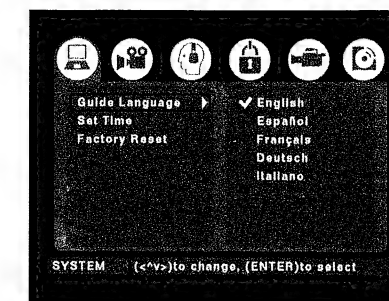 Guide Language
Set Time
Factory Reset
English
Español
Français
Deutsch
Italiano
SYSTEM (<^v>)to change, (ENTER)to select